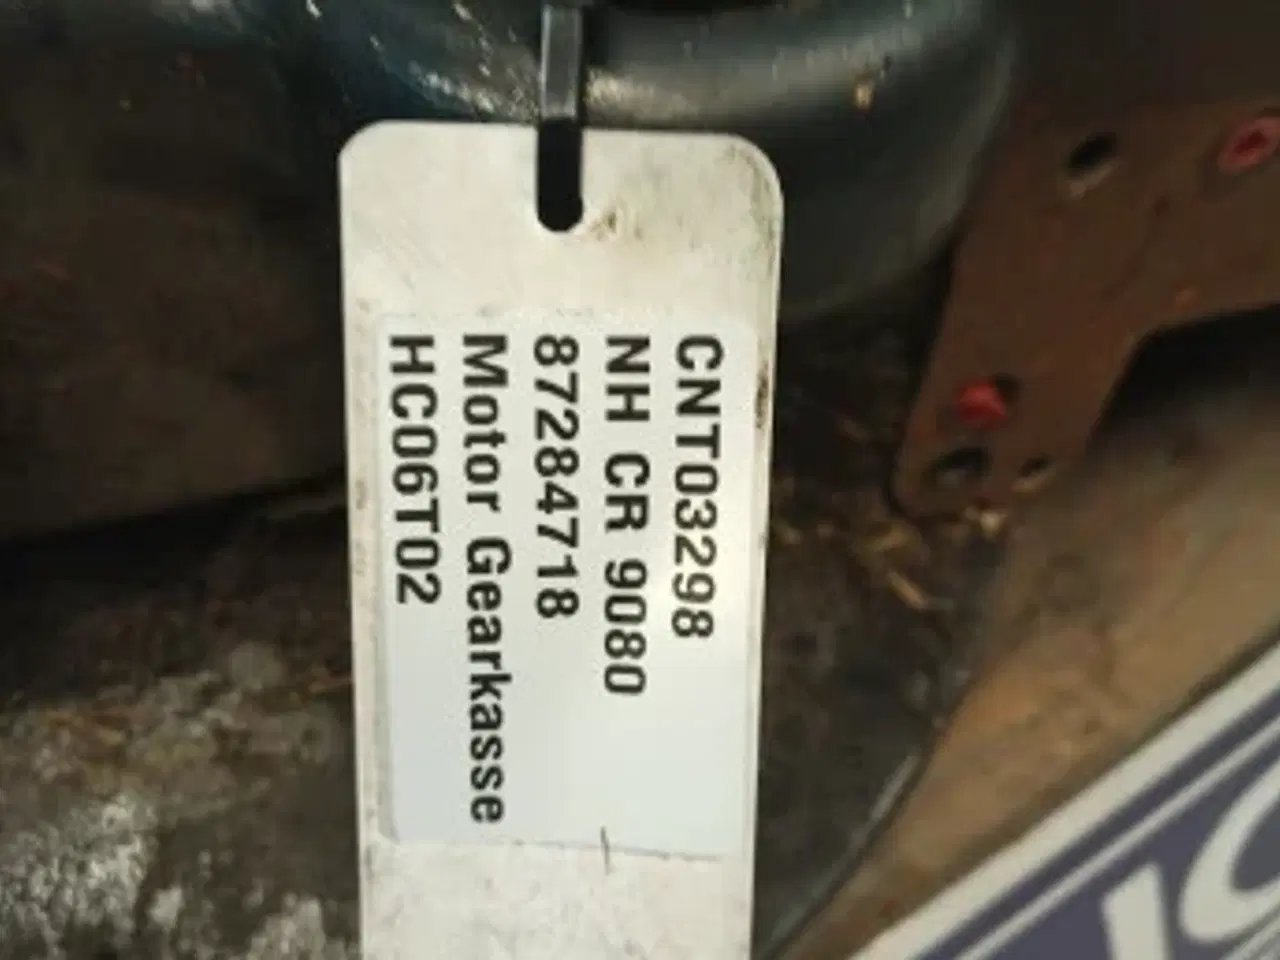 CNT03298
NH CR 9080
87284718
Motor Gearkasse
HC06T02